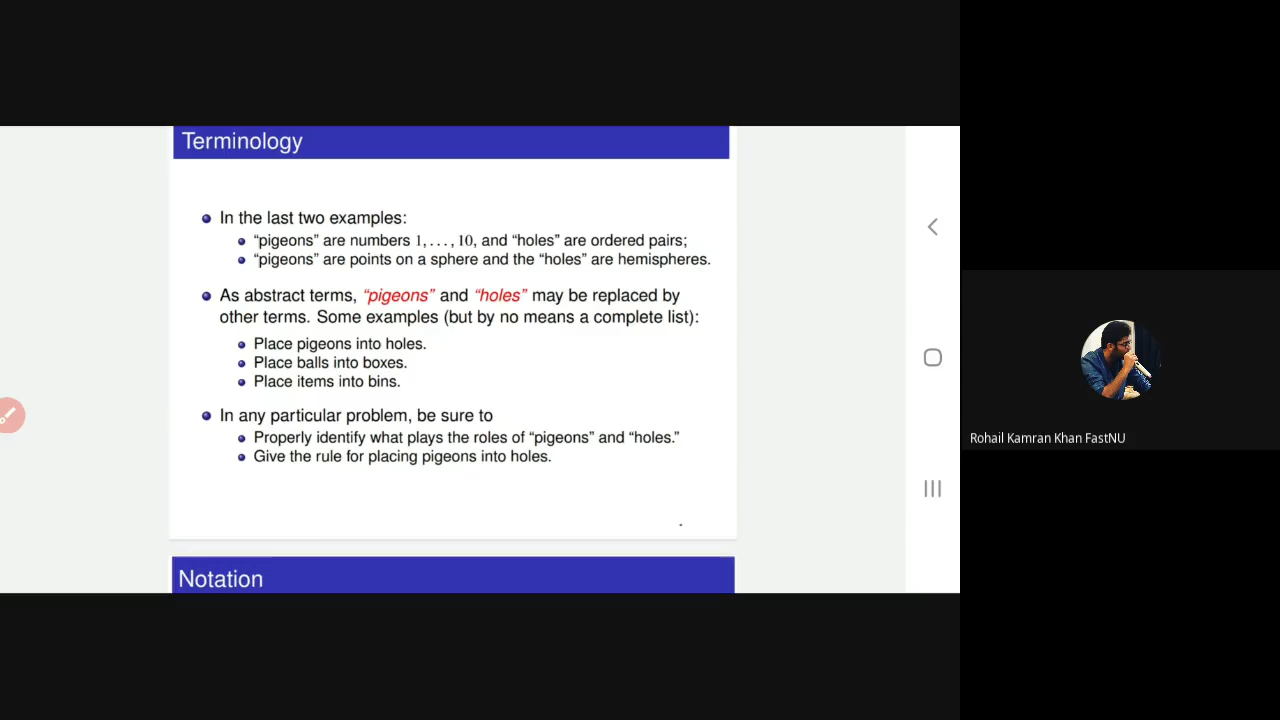 Terminology
In the last two examples:
“pigeons” are numbers 1, . . . , 10, and “holes” are ordered pairs;
“pigeons” are points on a sphere and the “holes” are hemispheres.
As abstract terms, “pigeons” and “holes” may be replaced by
other terms. Some examples (but by no means a complete list):
Place pigeons into holes.
Place balls into boxes.
Place items into bins.
In any particular problem, be sure to
Properly identify what plays the roles of “pigeons” and “holes.”
Give the rule for placing pigeons into holes.
Notation
Rohail Kamran Khan FastNU